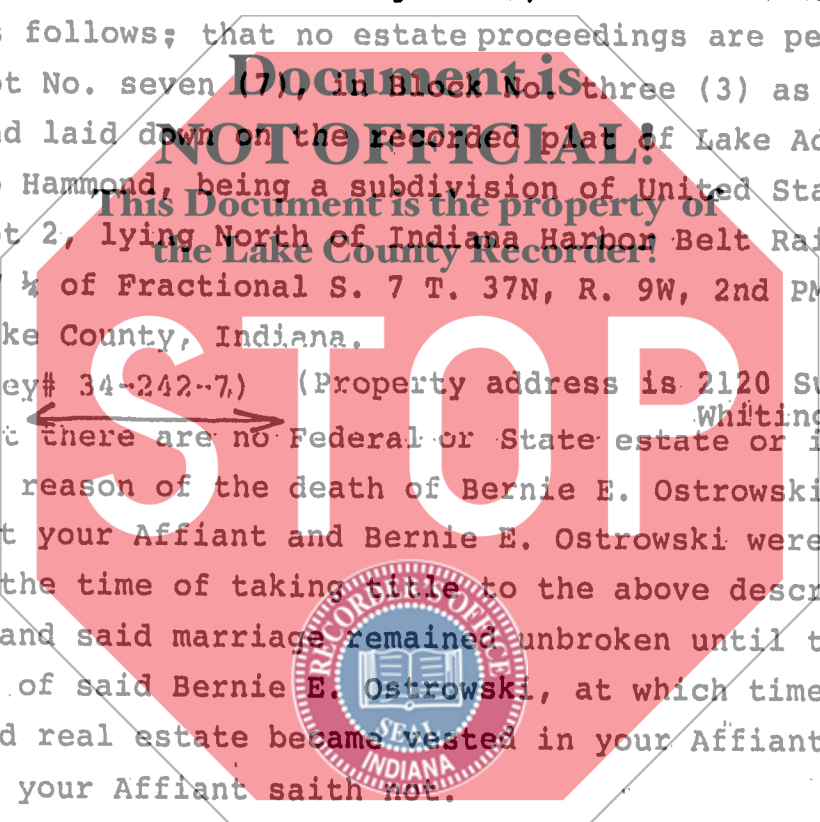 s follows; that no estate proceedings are pe
Document is
ot No. seven (7), in Block No. three (3) as
NOT OFFICIAL!
nd laid down on the recorded plat of Lake Ad
Hammond, being a subdivision of United Sta
This Document is the property of
t 2, lying North of Indiana Harbor Belt Rai
the Lake County Recorder!
¼ of Fractional S. 7 T. 37N, R. 9W, 2nd PM
ke County, Indiana.
STOP
ey# 34-242-7) (Property address is 2120 Sw
Whiting
t there are no Federal or State estate or i
reason of the death of Bernie E. Ostrowski
t your Affiant and Bernie E. Ostrowski were
the time of taking title to the above descr
and said marriage remained unbroken until t
of said Bernie E. Ostrowski, at which time
d real estate became vested in your Affiant
your Affiant saith not.
RECORDER'S OFFICE
SEAL
INDIANA